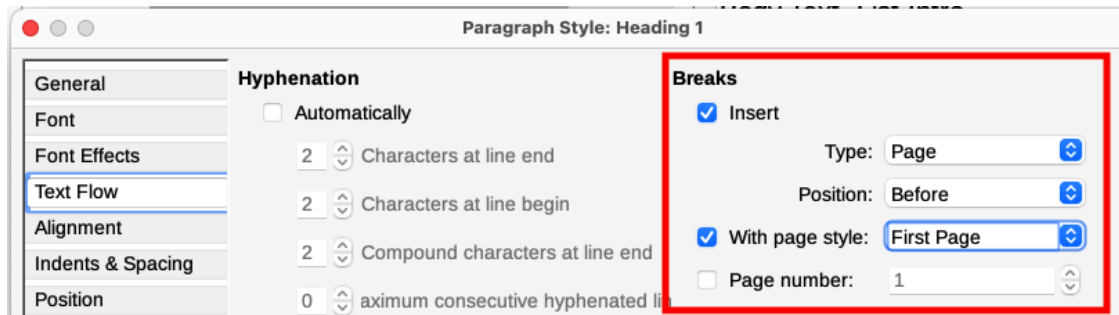 Paragraph Style: Heading 1
General
Font
Font Effects
Text Flow
Alignment
Indents & Spacing
Position
Hyphenation
Automatically
2 Characters at line end
2 Characters at line begin
2 Compound characters at line end
0 aximum consecutive hyphenated lin
Breaks
Insert
Type: Page
Position: Before
With page style: First Page
Page number: 1